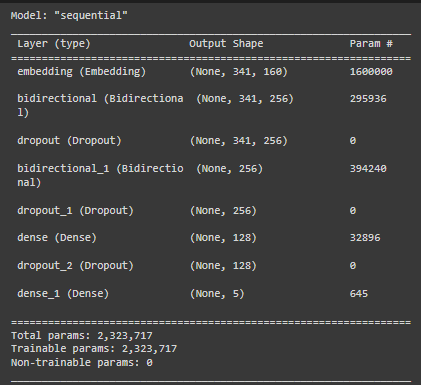 Model: "sequential"
Layer (type) Output Shape Param #
embedding (Embedding) (None, 341, 160) 1600000
bidirectional (Bidirectiona (None, 341, 256) 295936
l)
dropout (Dropout) (None, 341, 256) 0
bidirectional_1 (Bidirectio (None, 256) 394240
nal)
dropout_1 (Dropout) (None, 256) 0
dense (Dense) (None, 128) 32896
dropout_2 (Dropout) (None, 128) 0
dense_1 (Dense) (None, 5) 645
Total params: 2,323,717
Trainable params: 2,323,717
Non-trainable params: 0